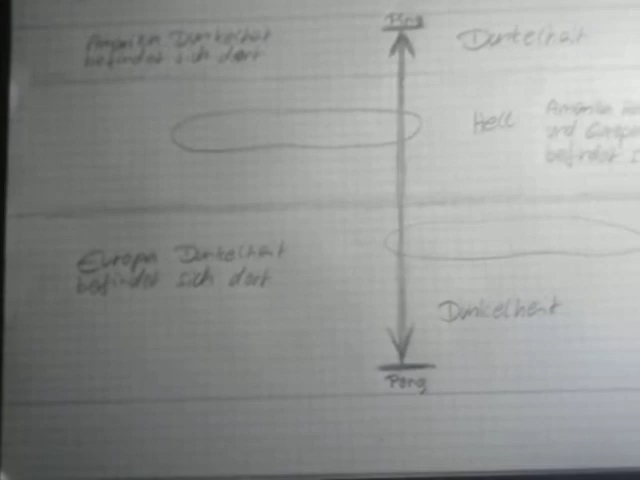 Ping
Amerika Dunkelheit
befindet sich dort
Dunkelheit
Hell
Amerika
und Europa
befindet
Europa Dunkelheit
befindet sich dort
Dunkelheit
Pong